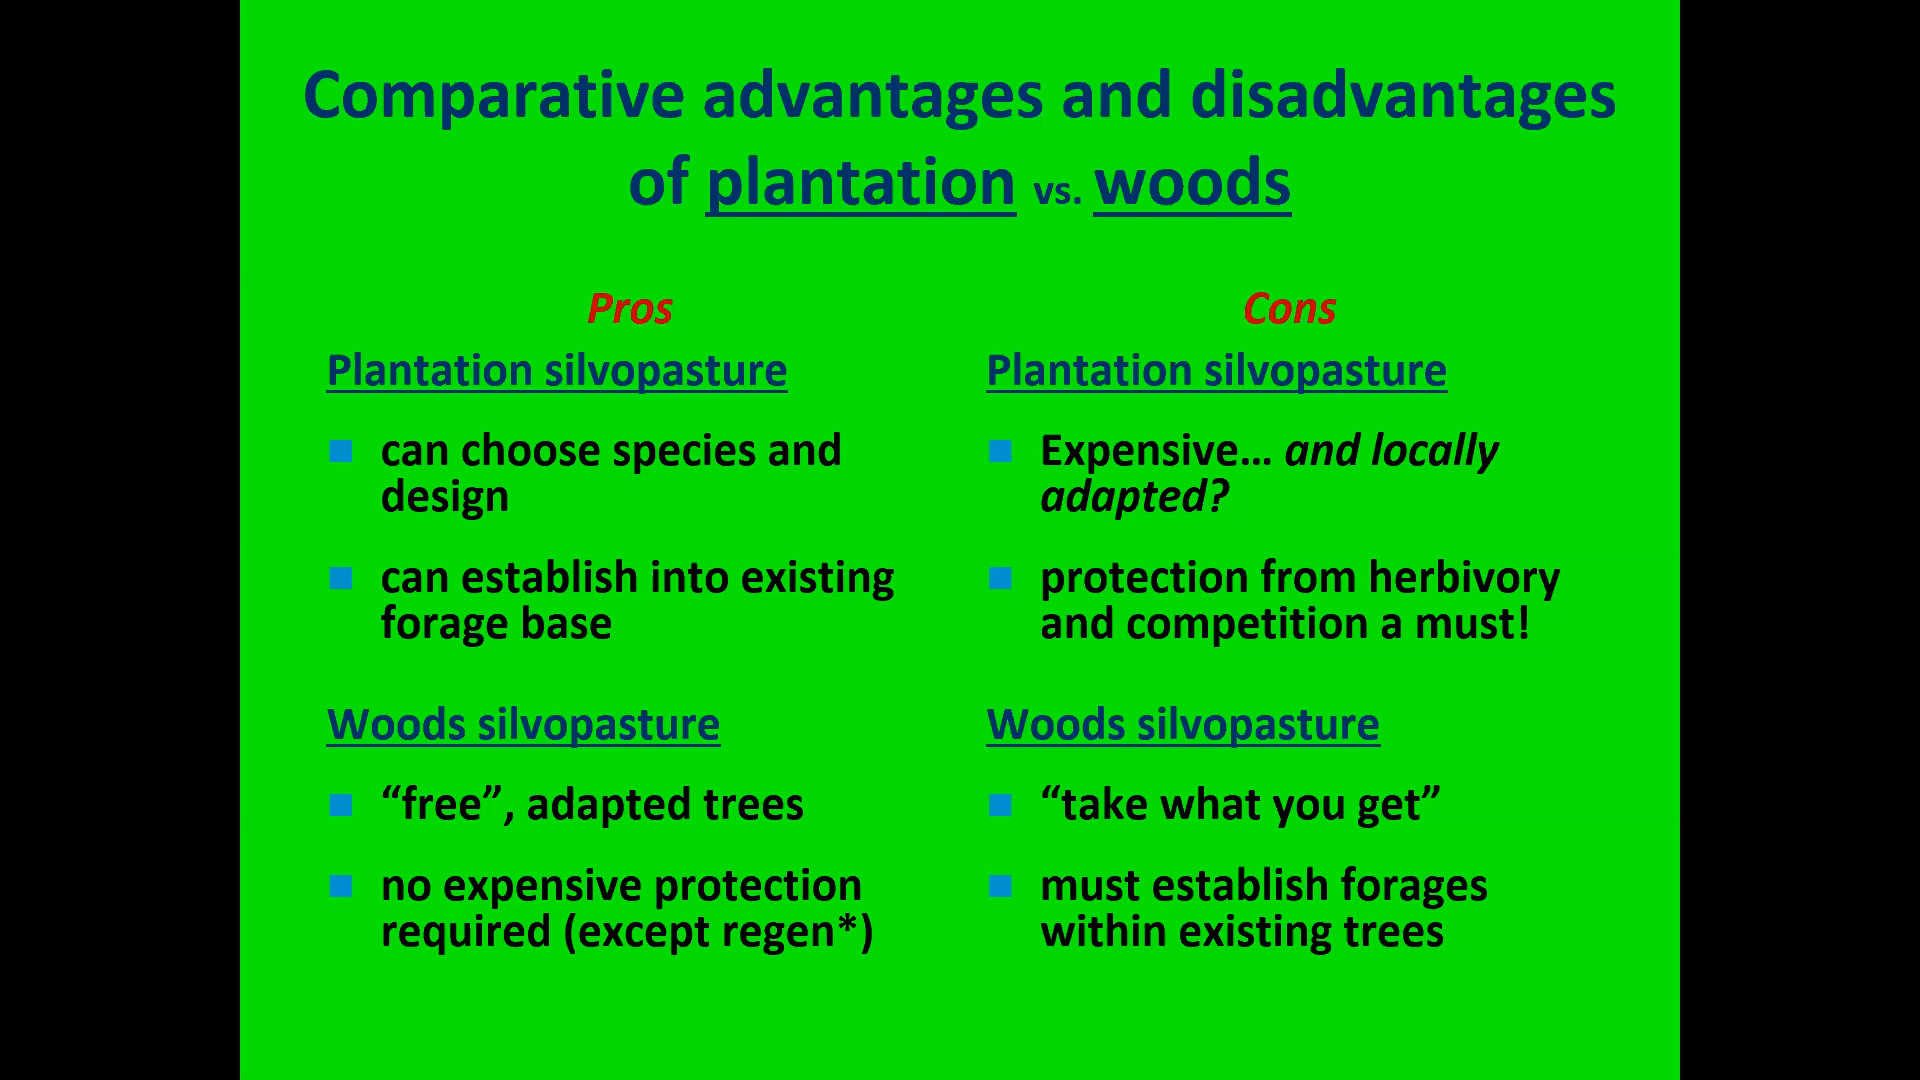 Comparative advantages and disadvantages
of plantation vs. woods
Pros
Plantation silvopasture
can choose species and
design
can establish into existing
forage base
Woods silvopasture
“free”, adapted trees
no expensive protection
required (except regen*)
Cons
Plantation silvopasture
Expensive… and locally
adapted?
protection from herbivory
and competition a must!
Woods silvopasture
“take what you get”
must establish forages
within existing trees